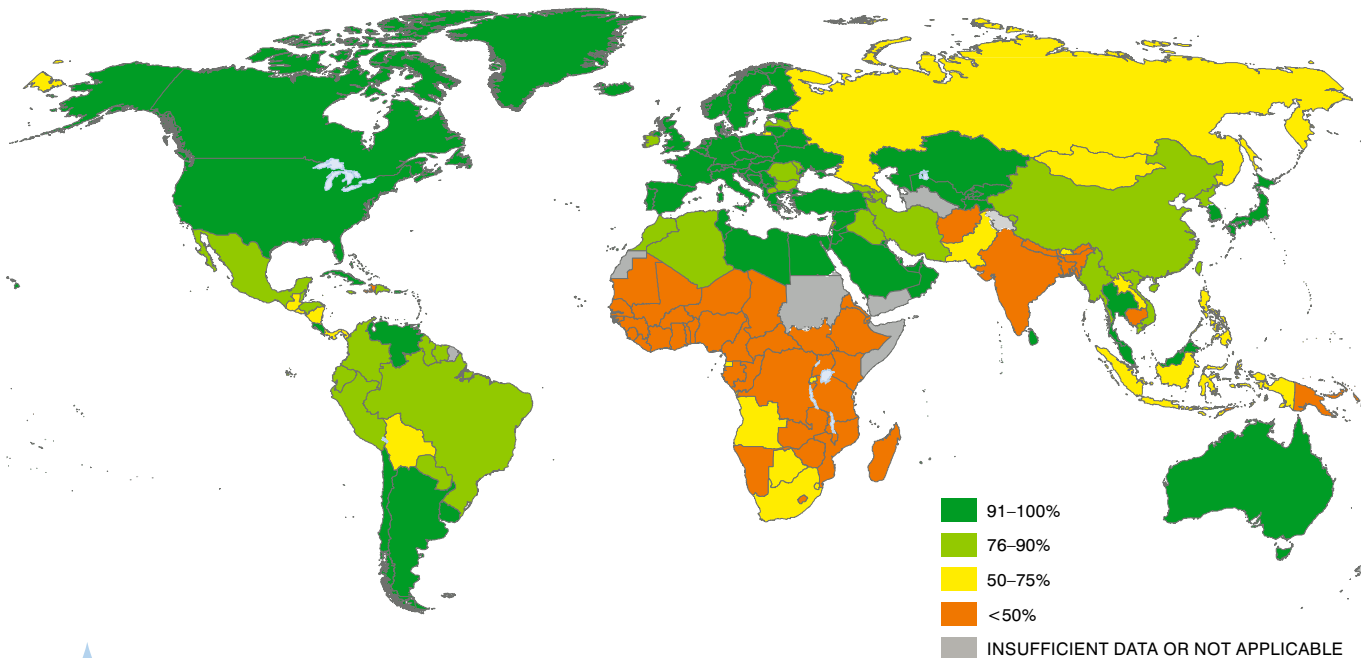 91–100%
76–90%
50–75%
<50%
INSUFFICIENT DATA OR NOT APPLICABLE